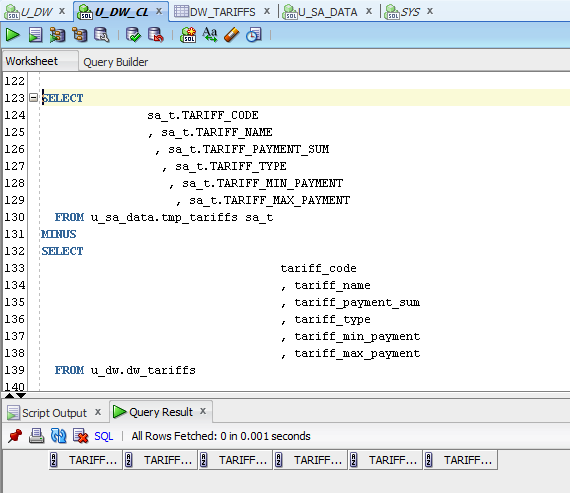 U_DW x U_DW_CL x DW_TARIFFS x U_SA_DATA x SYS x
Worksheet Query Builder
122
123 SELECT
124 sa_t.TARIFF_CODE
125 , sa_t.TARIFF_NAME
126 , sa_t.TARIFF_PAYMENT_SUM
127 , sa_t.TARIFF_TYPE
128 , sa_t.TARIFF_MIN_PAYMENT
129 , sa_t.TARIFF_MAX_PAYMENT
130 FROM u_sa_data.tmp_tariffs sa_t
131 MINUS
132 SELECT
133 tariff_code
134 , tariff_name
135 , tariff_payment_sum
136 , tariff_type
137 , tariff_min_payment
138 , tariff_max_payment
139 FROM u_dw.dw_tariffs
140
Script Output x Query Result x
SQL | All Rows Fetched: 0 in 0.001 seconds
TARIFF... TARIFF... TARIFF... TARIFF... TARIFF... TARIFF...